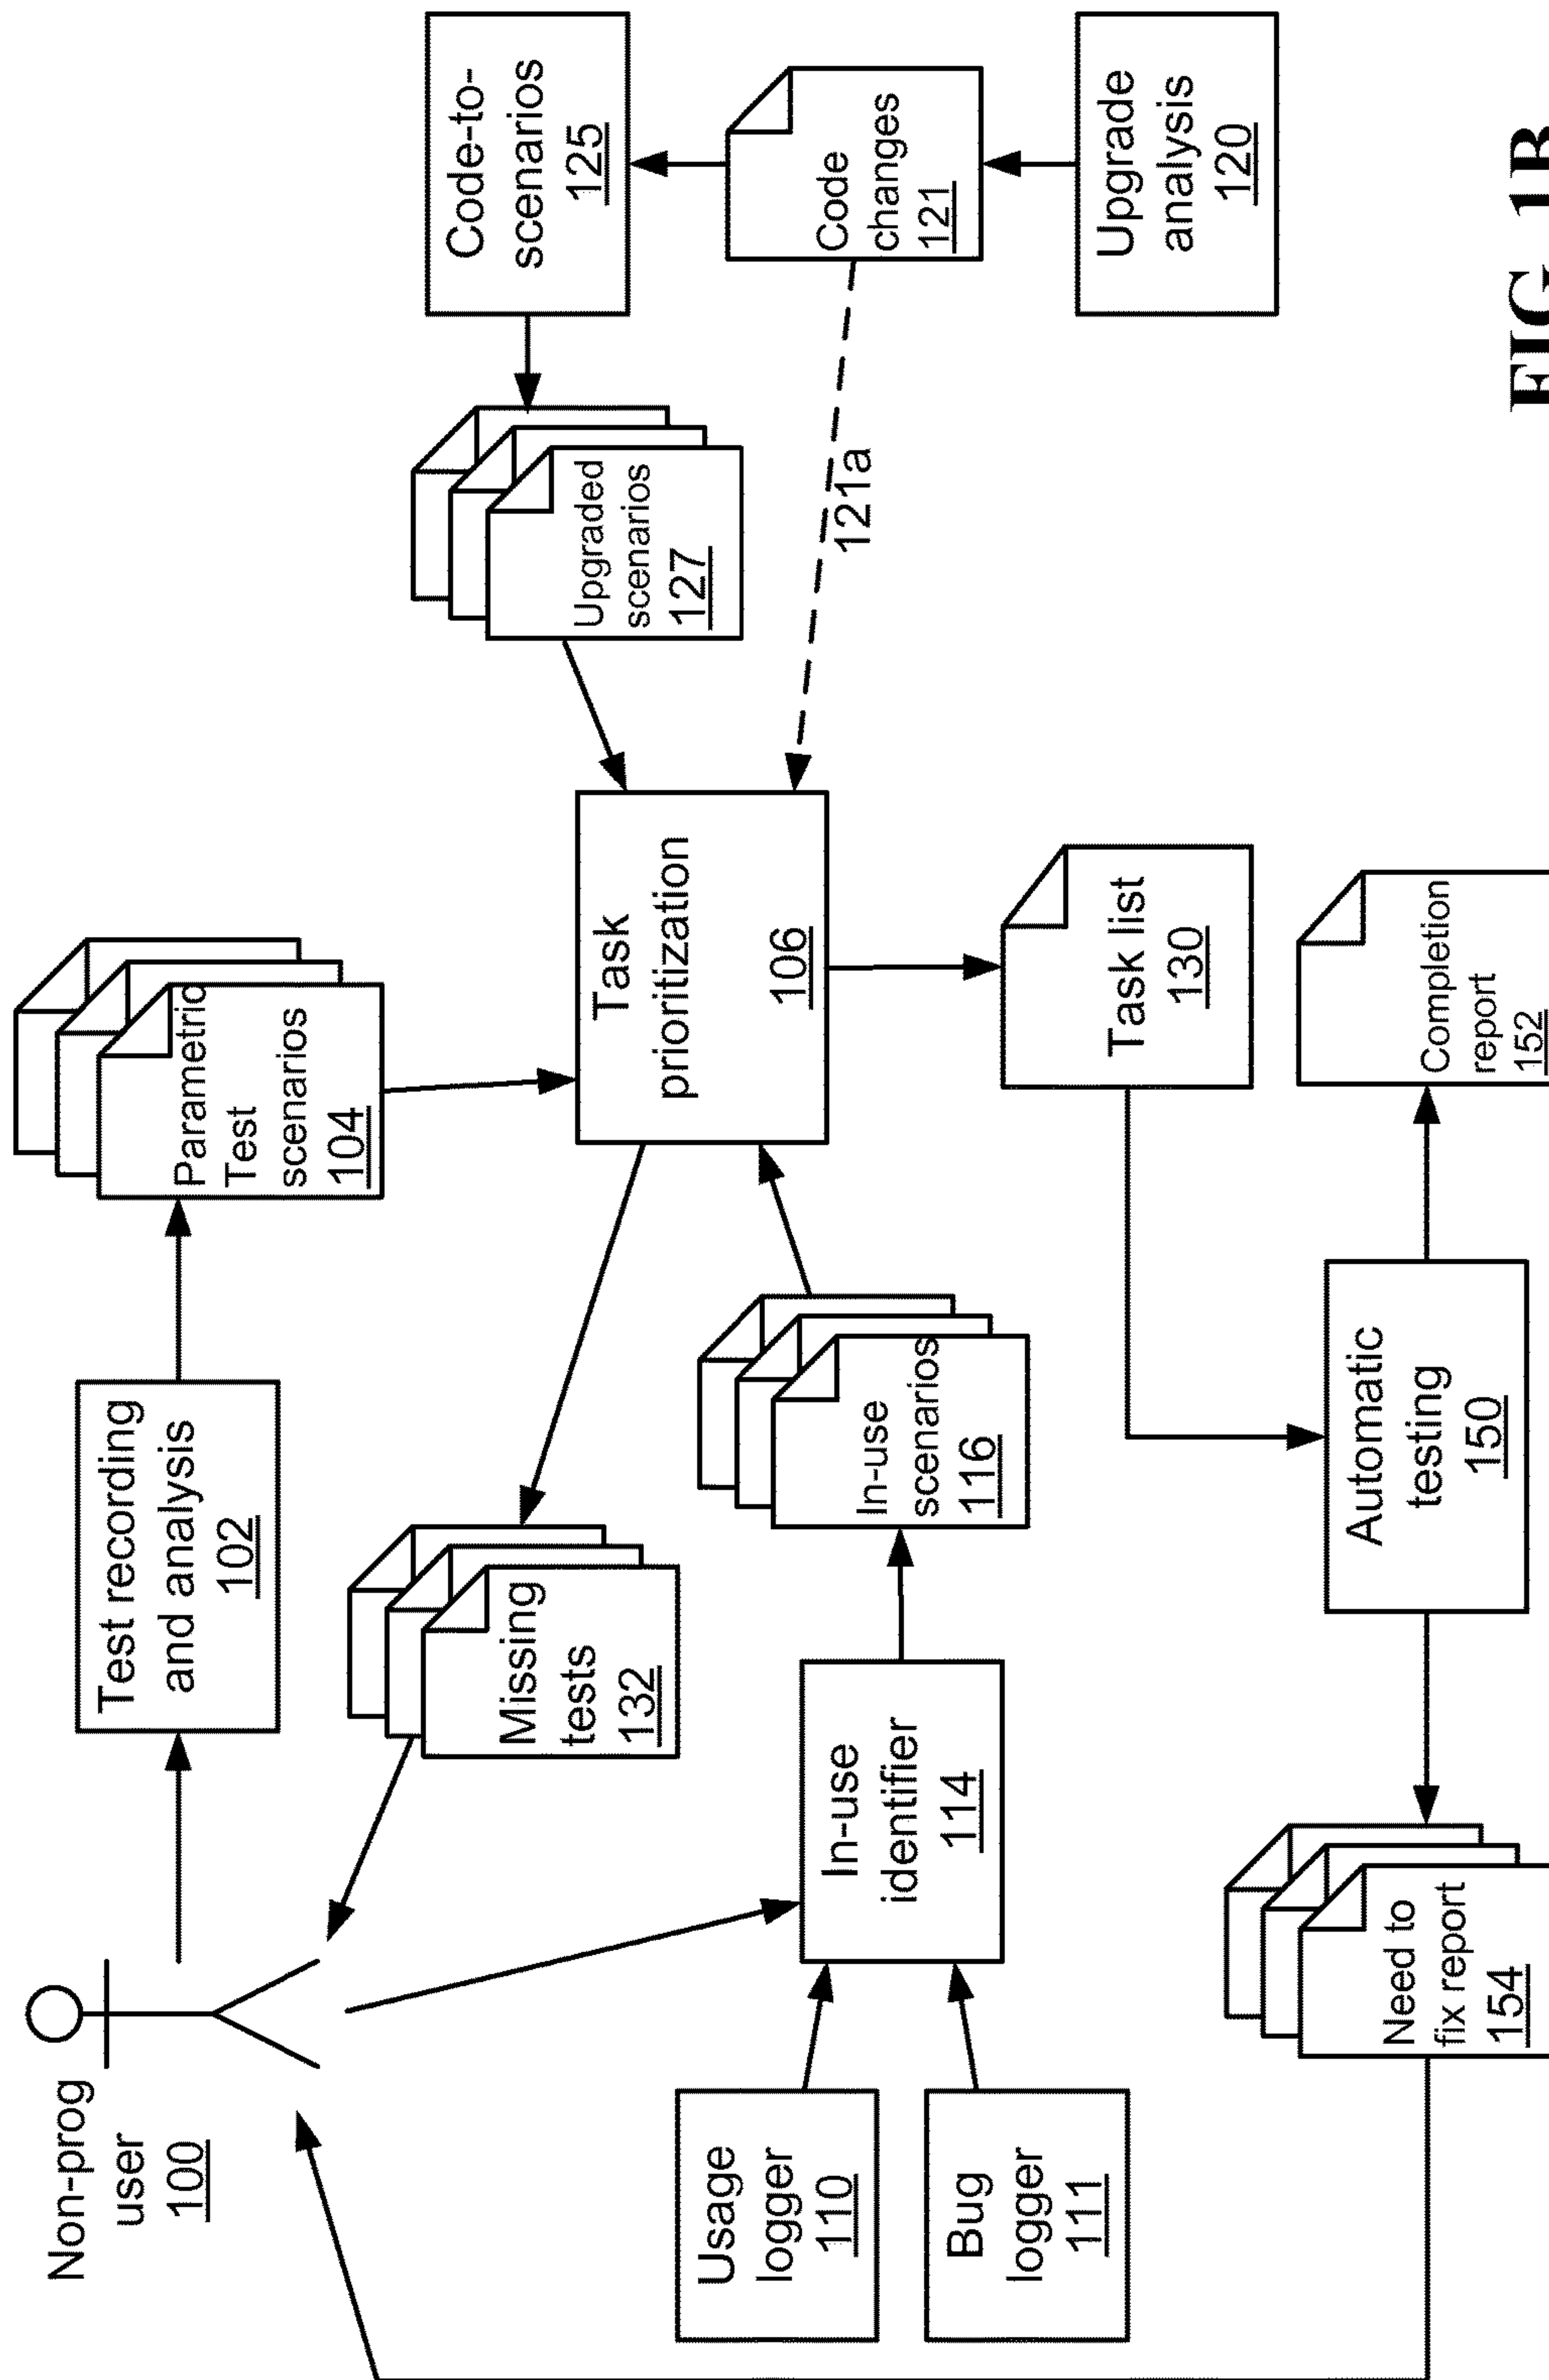 Non-prog
user
100
Test recording
and analysis
102
Parametric
Test
scenarios
104
Missing
tests
132
Code-to-
scenarios
125
Upgraded
scenarios
127
Task
prioritization
106
Usage
logger
110
In-use
identifier
114
In-use
scenarios
116
121a
Code
changes
121
Bug
logger
111
Task list
130
Upgrade
analysis
120
Need to
fix report
154
Automatic
testing
150
Completion
report
152
FIG. 1B